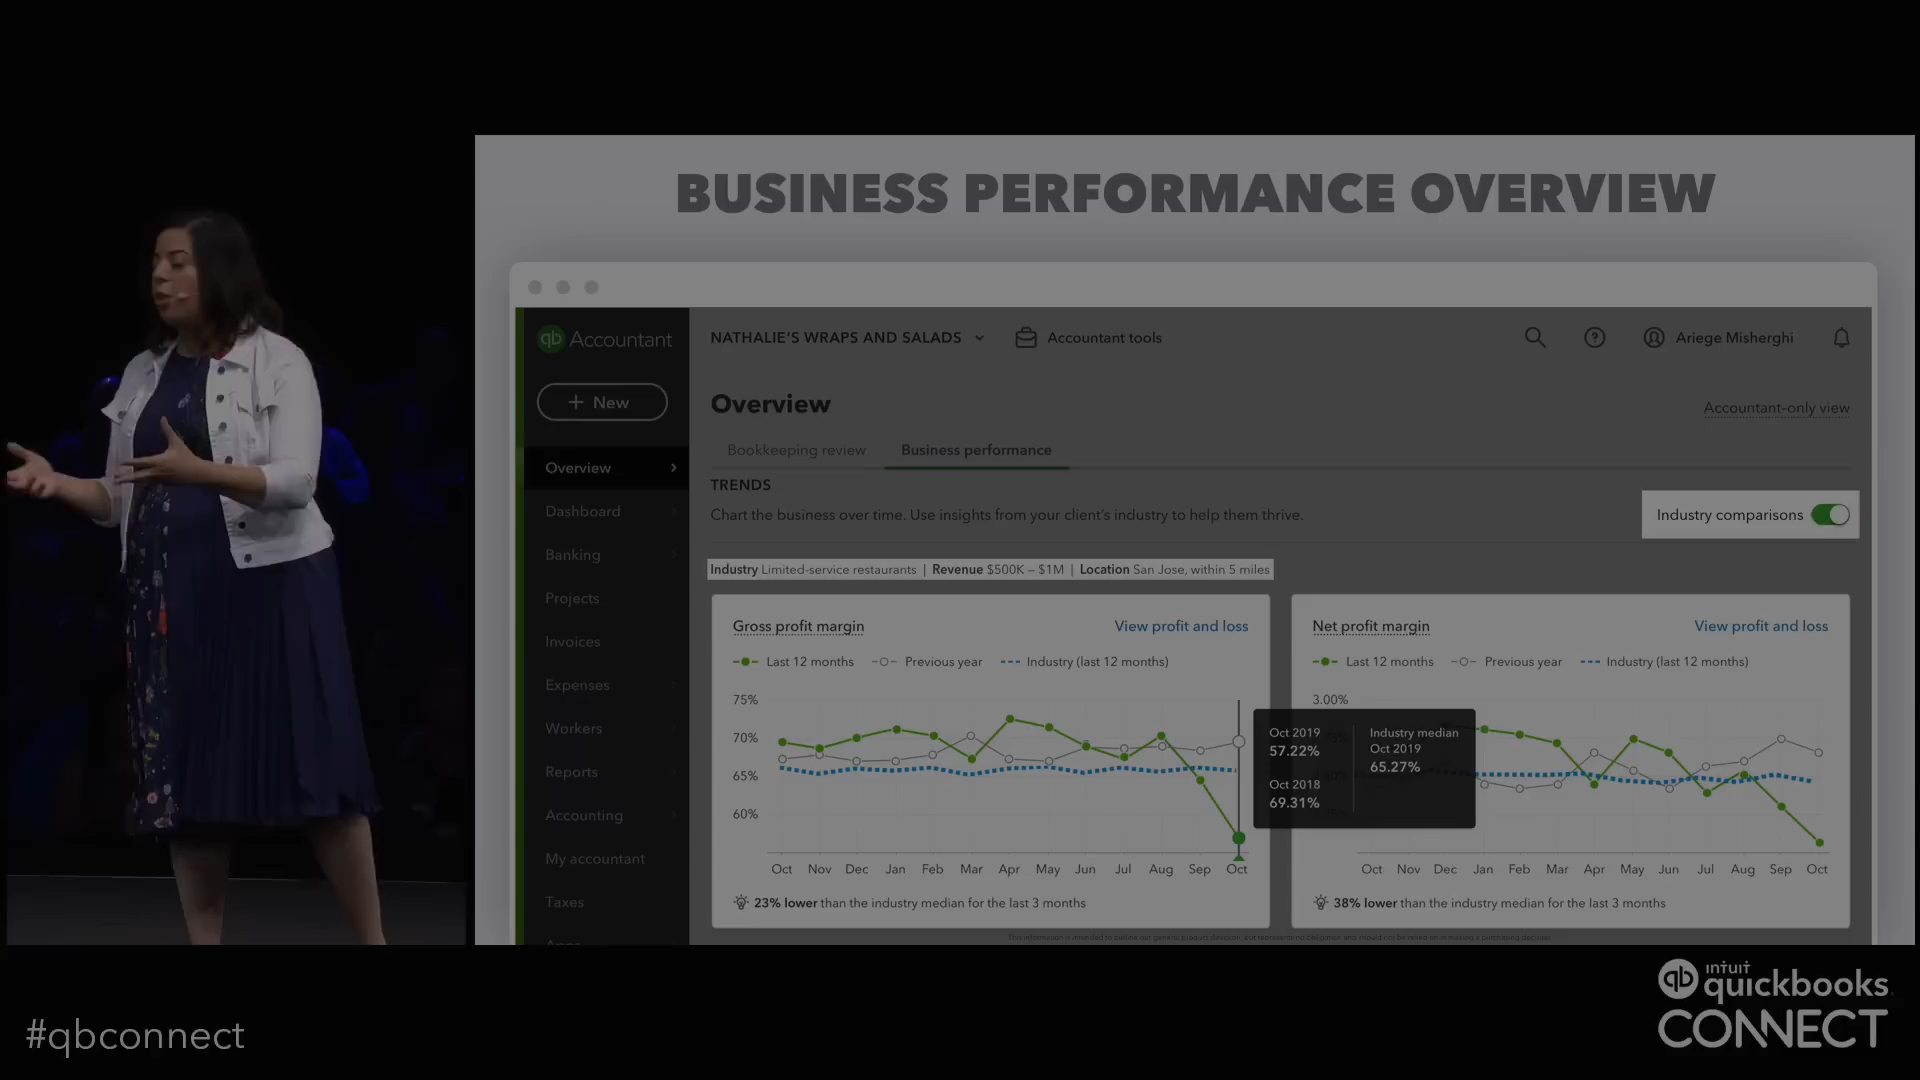 BUSINESS PERFORMANCE OVERVIEW
qb Accountant
NATHALIE'S WRAPS AND SALADS
Accountant tools
Ariege Misherghi
+ New
Overview
Accountant-only view
Bookkeeping review
Business performance
Overview
Dashboard
Banking
Projects
Invoices
Expenses
Workers
Reports
Accounting
My accountant
Taxes
TRENDS
Chart the business over time. Use insights from your client's industry to help them thrive.
Industry comparisons
Industry Limited-service restaurants | Revenue $500K – $1M | Location San Jose, within 5 miles
Gross profit margin
View profit and loss
Last 12 months
Previous year
Industry (last 12 months)
75%
70%
65%
60%
Oct Nov Dec Jan Feb Mar Apr May Jun Jul Aug Sep Oct
23% lower than the industry median for the last 3 months
Oct 2019
57.22%
Oct 2018
69.31%
Industry median
Oct 2019
65.27%
Net profit margin
View profit and loss
Last 12 months
Previous year
Industry (last 12 months)
3.00%
Oct Nov Dec Jan Feb Mar Apr May Jun Jul Aug Sep Oct
38% lower than the industry median for the last 3 months
#qbconnect
qb intuit
quickbooks.
CONNECT